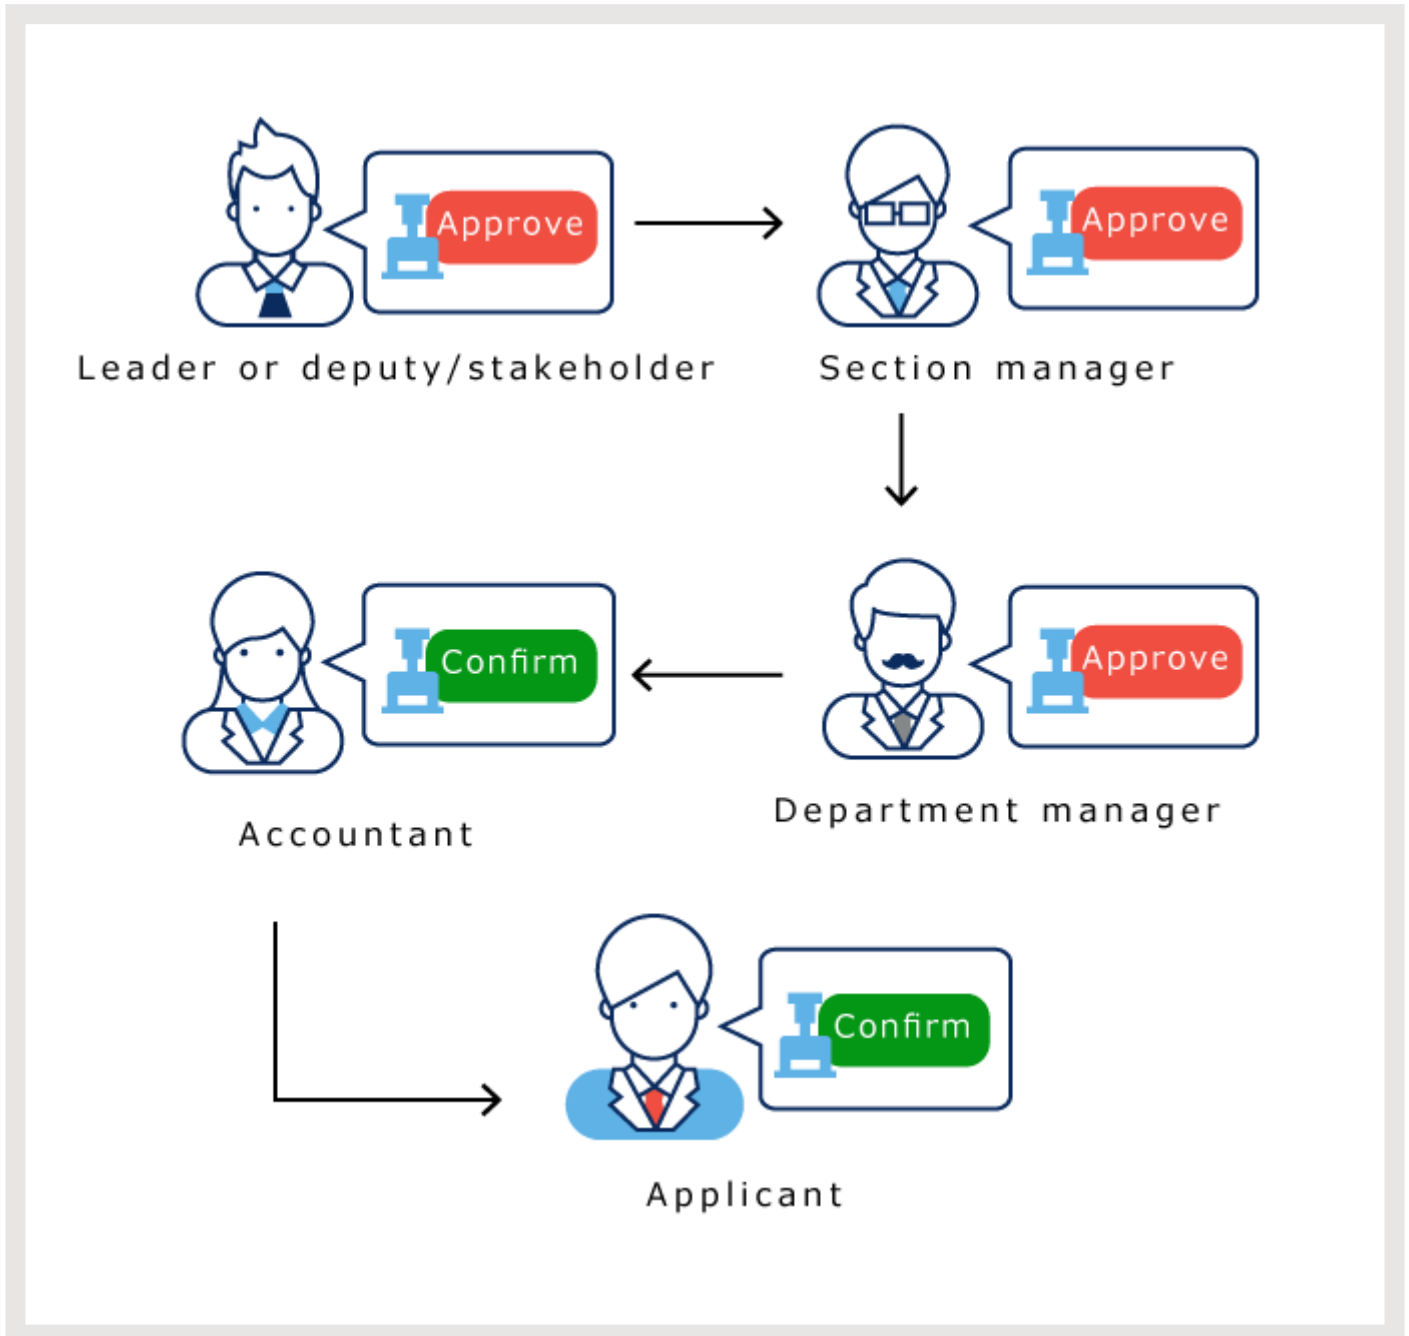 Approve
Approve
Leader or deputy/stakeholder
Section manager
Confirm
Approve
Accountant
Department manager
Confirm
Applicant